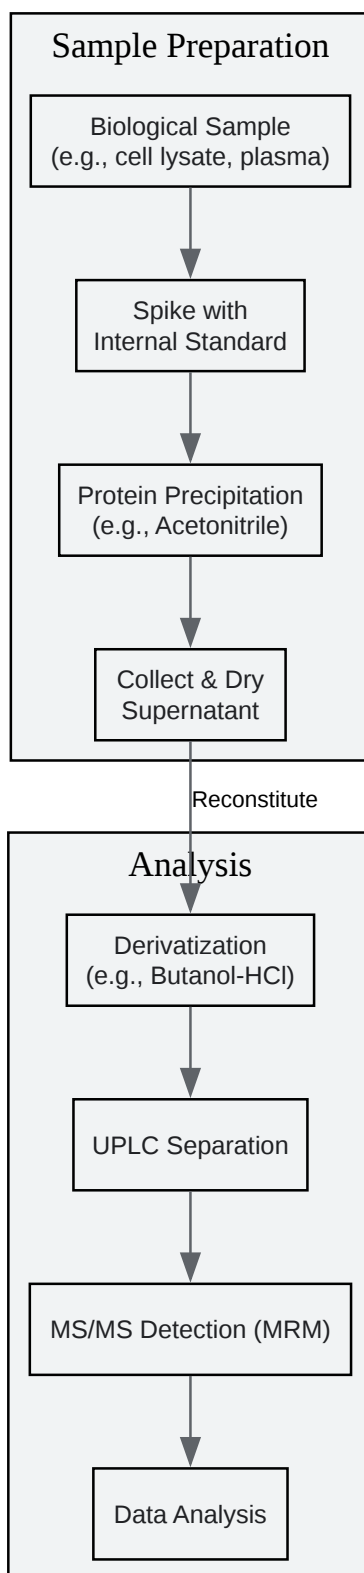 Sample Preparation
Biological Sample
(e.g., cell lysate, plasma)
Spike with
Internal Standard
Protein Precipitation
(e.g., Acetonitrile)
Collect & Dry
Supernatant
Reconstitute
Analysis
Derivatization
(e.g., Butanol-HCl)
UPLC Separation
MS/MS Detection (MRM)
Data Analysis